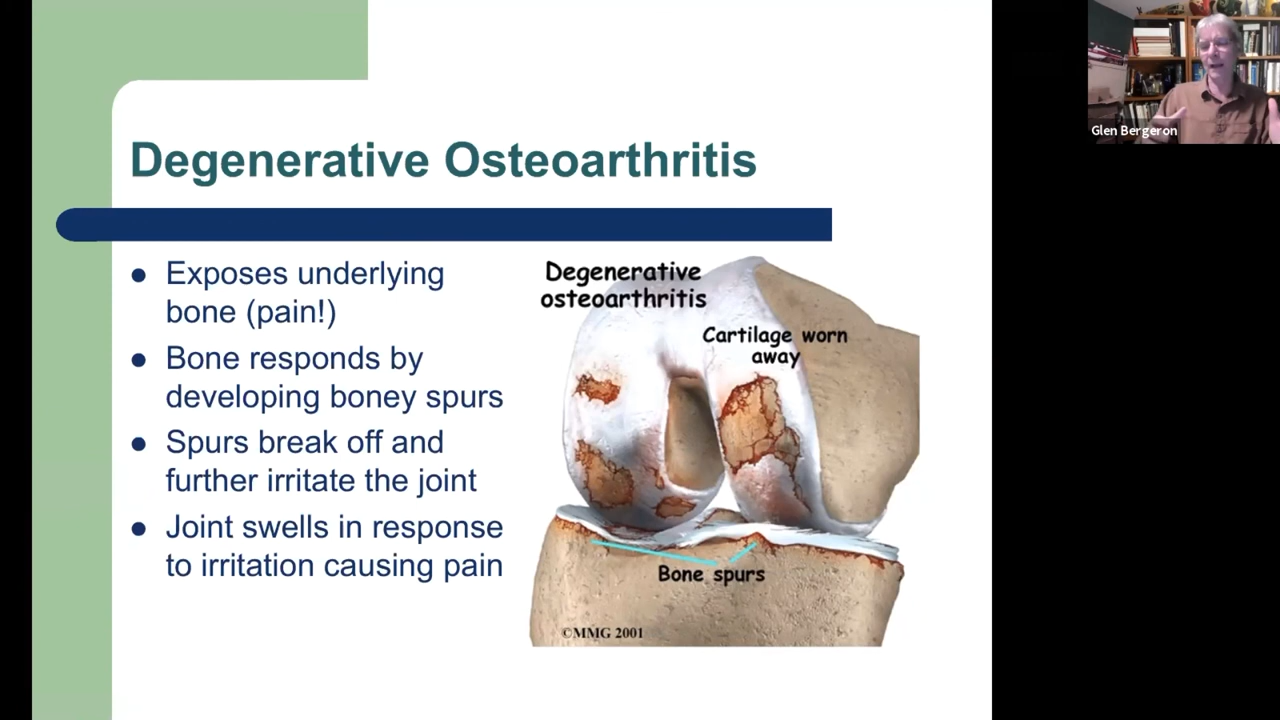 Degenerative Osteoarthritis
Exposes underlying
bone (pain!)
Bone responds by
developing boney spurs
Spurs break off and
further irritate the joint
Joint swells in response
to irritation causing pain
Degenerative
osteoarthritis
Cartilage worn
away
Bone spurs
©MMG 2001
Glen Bergeron